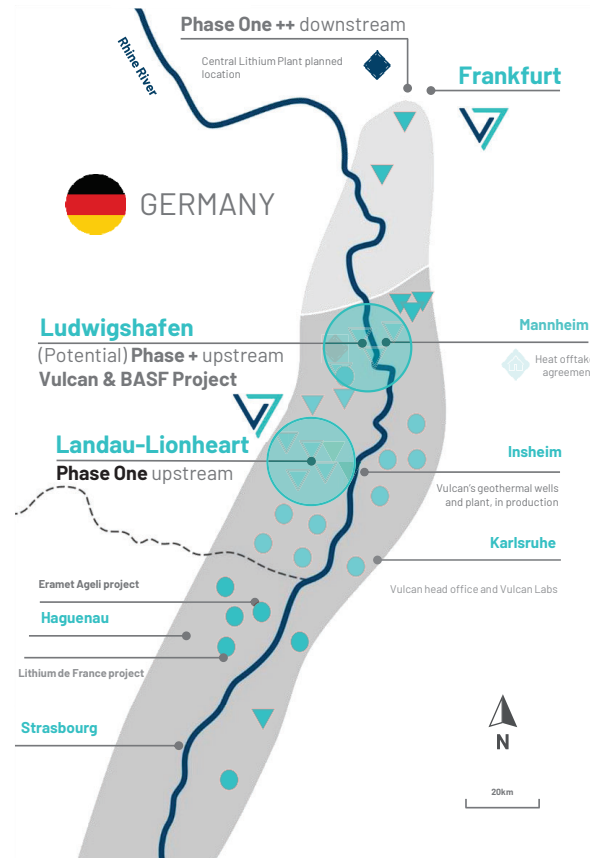 Phase One ++ downstream
Rhine River
Central Lithium Plant planned
location
Frankfurt
GERMANY
Ludwigshafen
(Potential) Phase + upstream
Vulcan & BASF Project
Mannheim
Heat offtak
agreemen
Landau-Lionheart
Phase One upstream
Insheim
Vulcan's geothermal wells
and plant, in production
Karlsruhe
Vulcan head office and Vulcan Labs
Eramet Ageli project
Haguenau
Lithium de France project
Strasbourg
N
20km